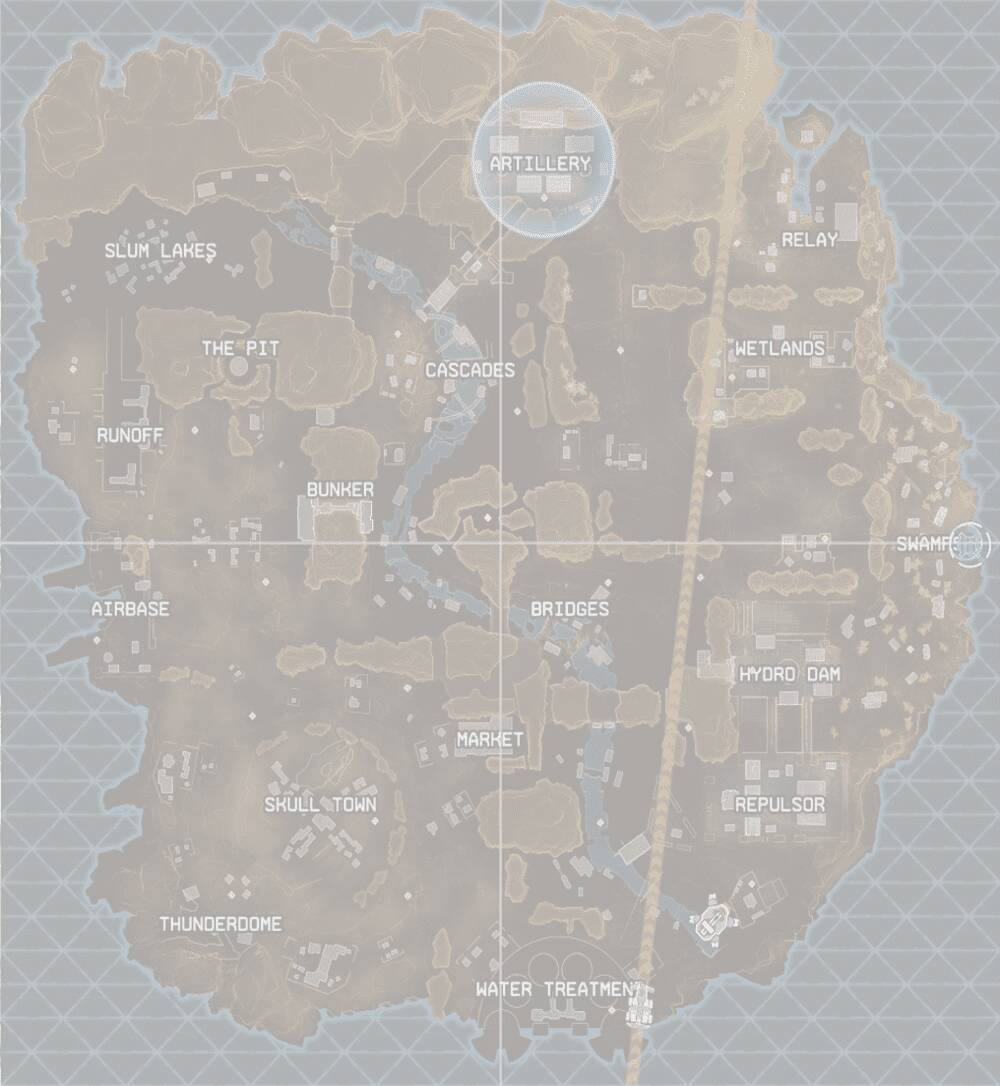 ARTILLERY
RELAY
SLUM LAKES
THE PIT
WETLANDS
CASCADES
RUNOFF
BUNKER
SWAMPS
AIRBASE
BRIDGES
HYDRO DAM
MARKET
SKULL TOWN
REPULSOR
THUNDERDOME
WATER TREATMENT